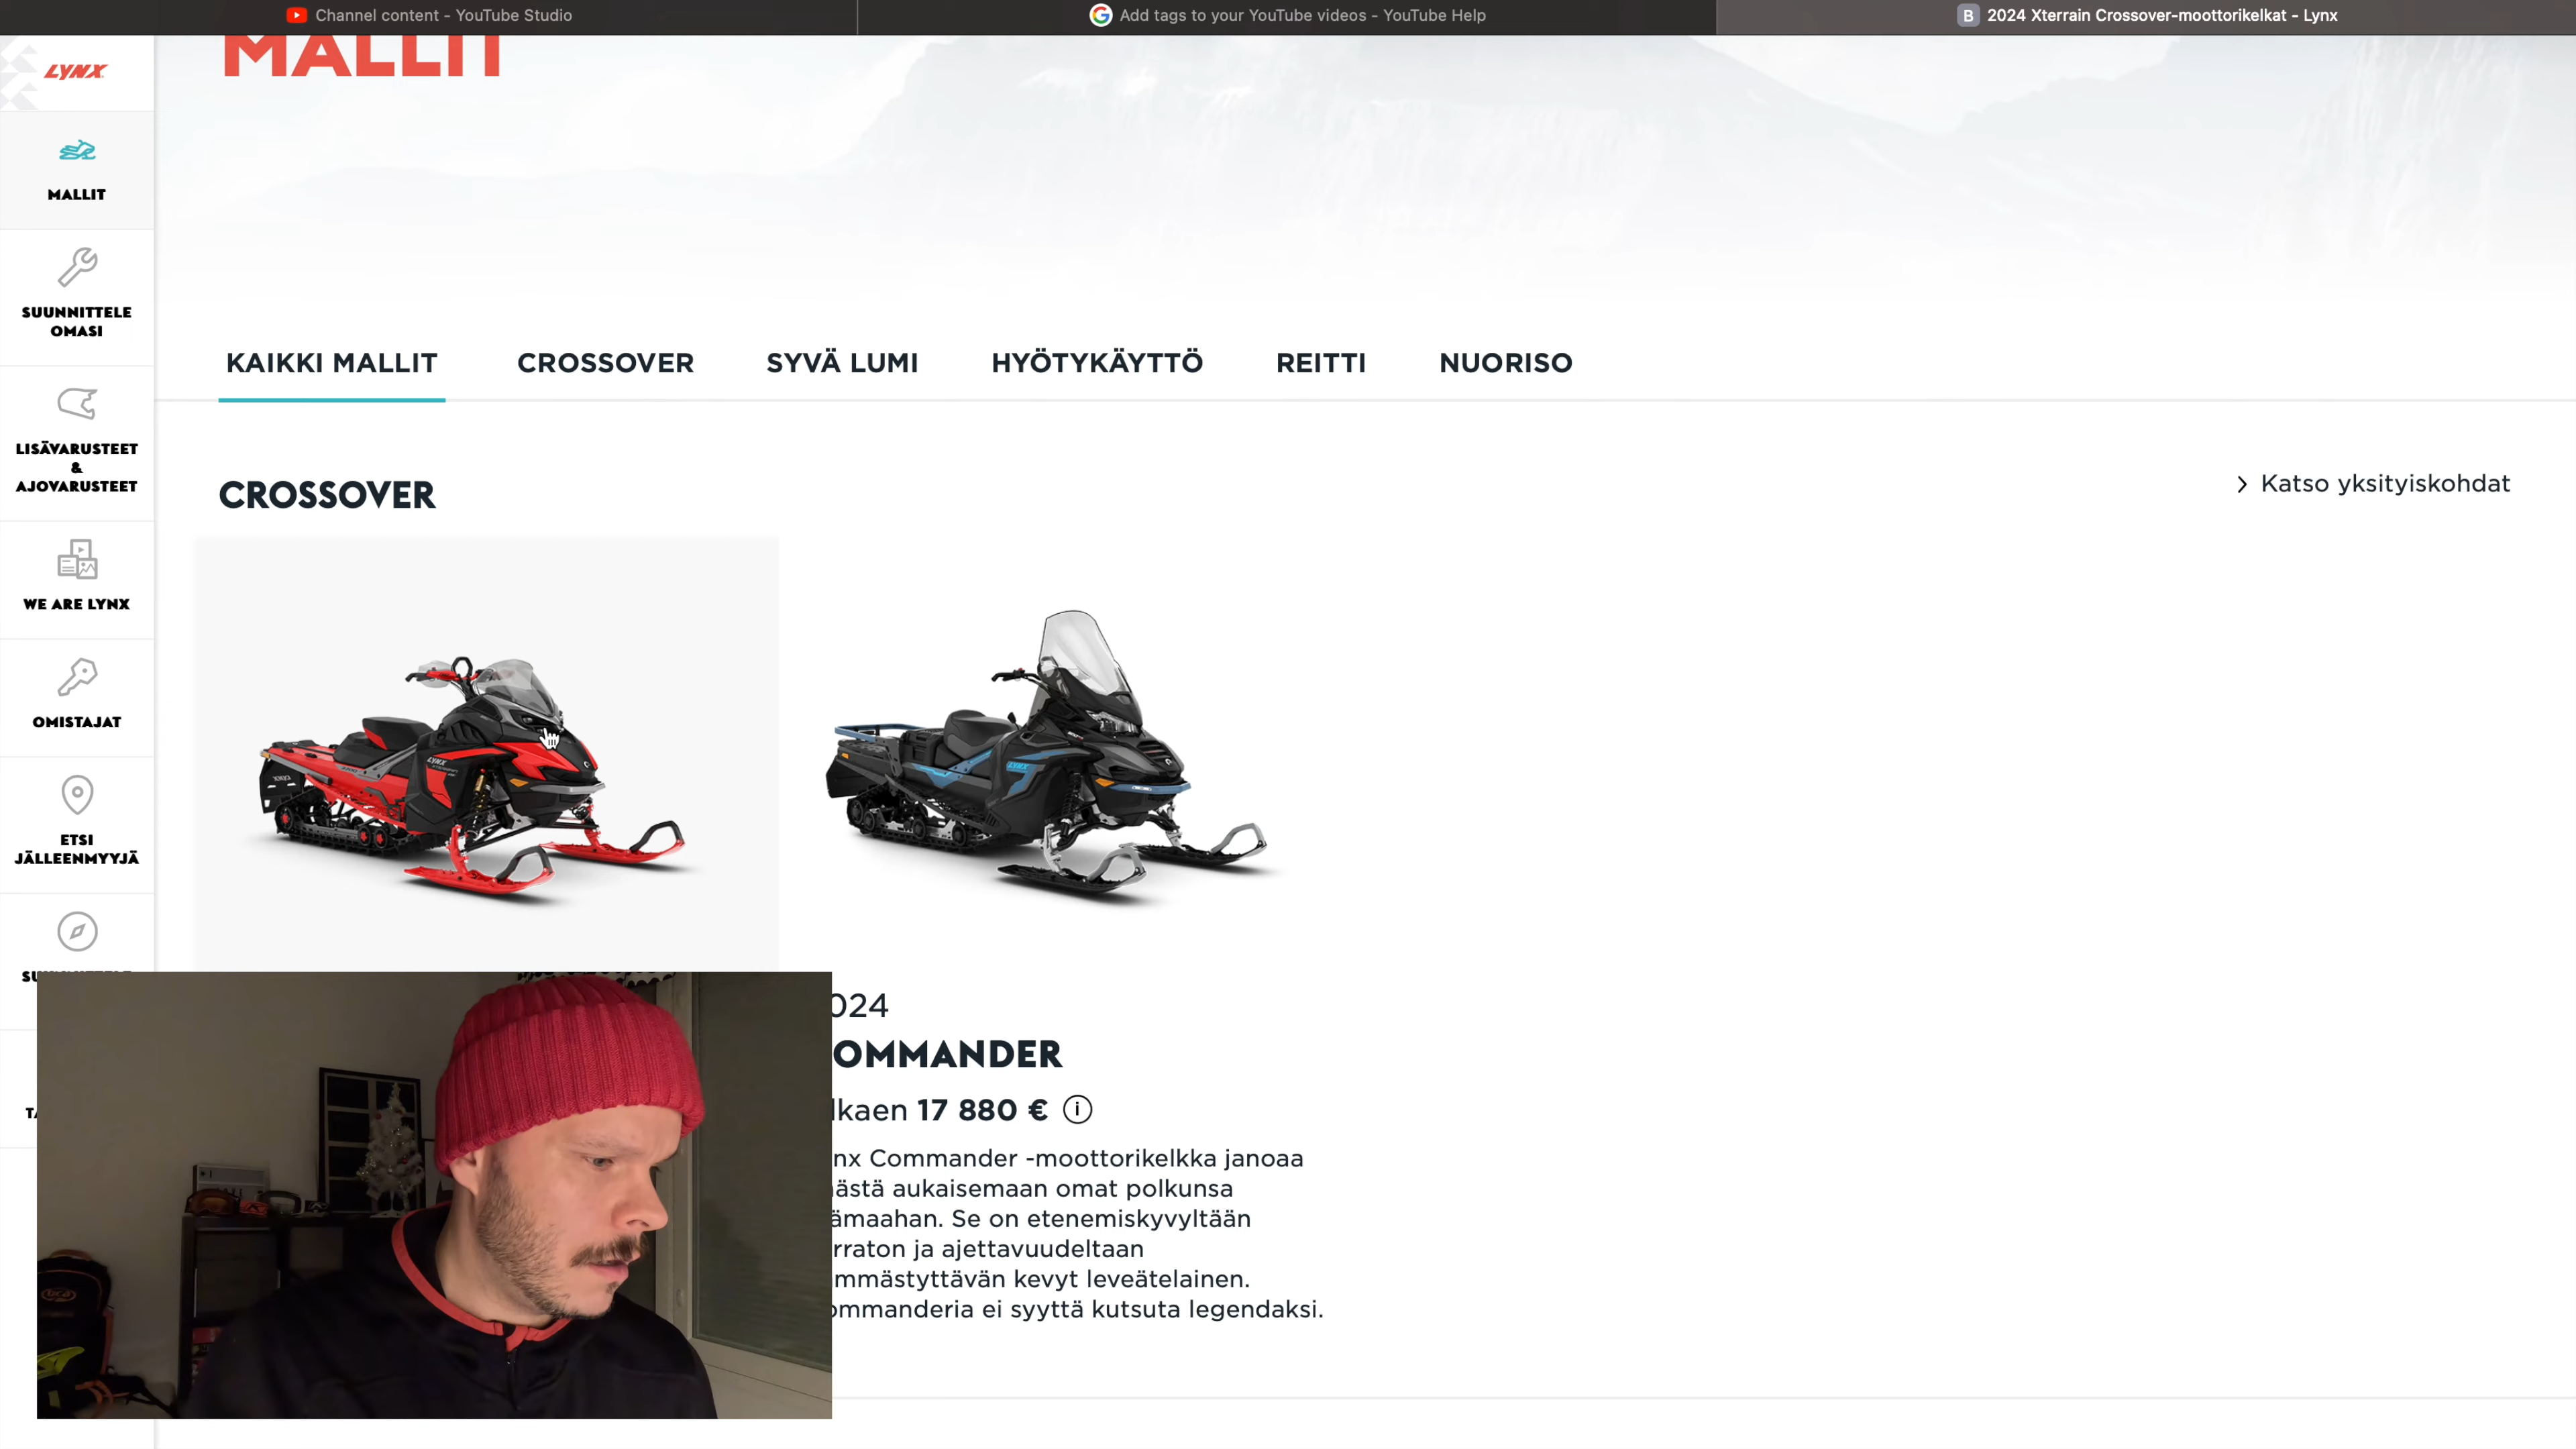 Channel content - YouTube Studio
Add tags to your YouTube videos - YouTube Help
B 2024 Xterrain Crossover-moottorikelkat - Lynx
LYNX
MALLIT
MALLIT
SUUNNITTELE
OMASI
LISÄVARUSTEET
&
AJOVARUSTEET
WE ARE LYNX
OMISTAJAT
ETSI
JÄLLEENMYYJÄ
KAIKKI MALLIT
CROSSOVER
SYVÄ LUMI
HYÖTYKÄYTTÖ
REITTI
NUORISO
CROSSOVER
Katso yksityiskohdat
024
OMMANDER
lkaen 17 880 €
nx Commander -moottorikelkka janoaa
ästä aukaisemaan omat polkunsa
ämaahan. Se on etenemiskyvyltään
rraton ja ajettavuudeltaan
mmästyttävän kevyt leveätelainen.
ommanderia ei syyttä kutsuta legendaksi.
bca